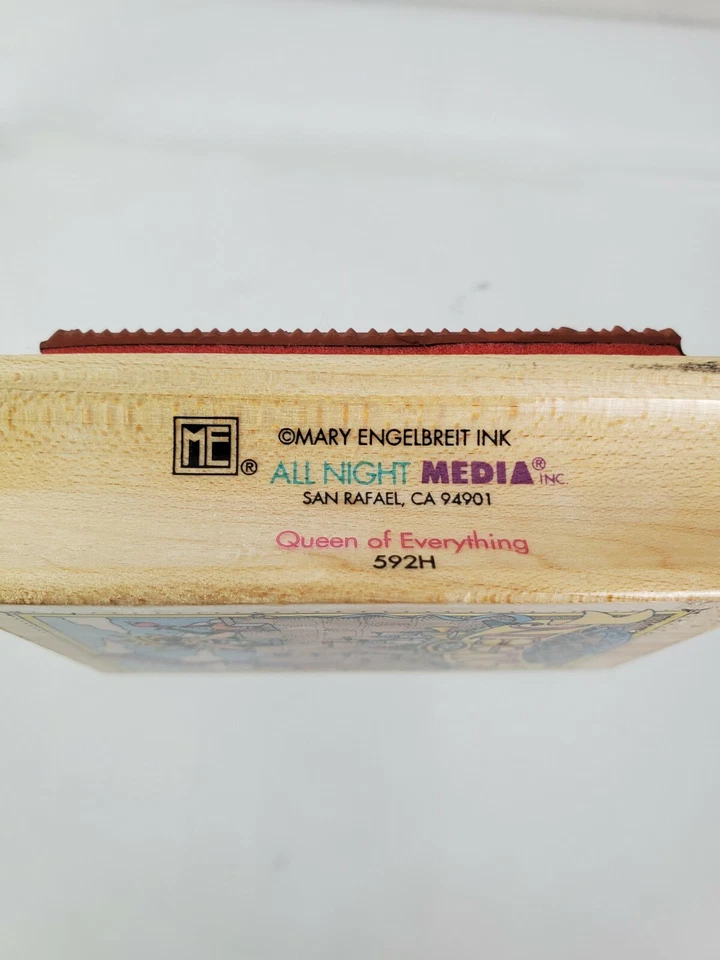 ME®
©MARY ENGELBREIT INK
ALL NIGHT MEDIA® INC.
SAN RAFAEL, CA 94901
Queen of Everything
592H